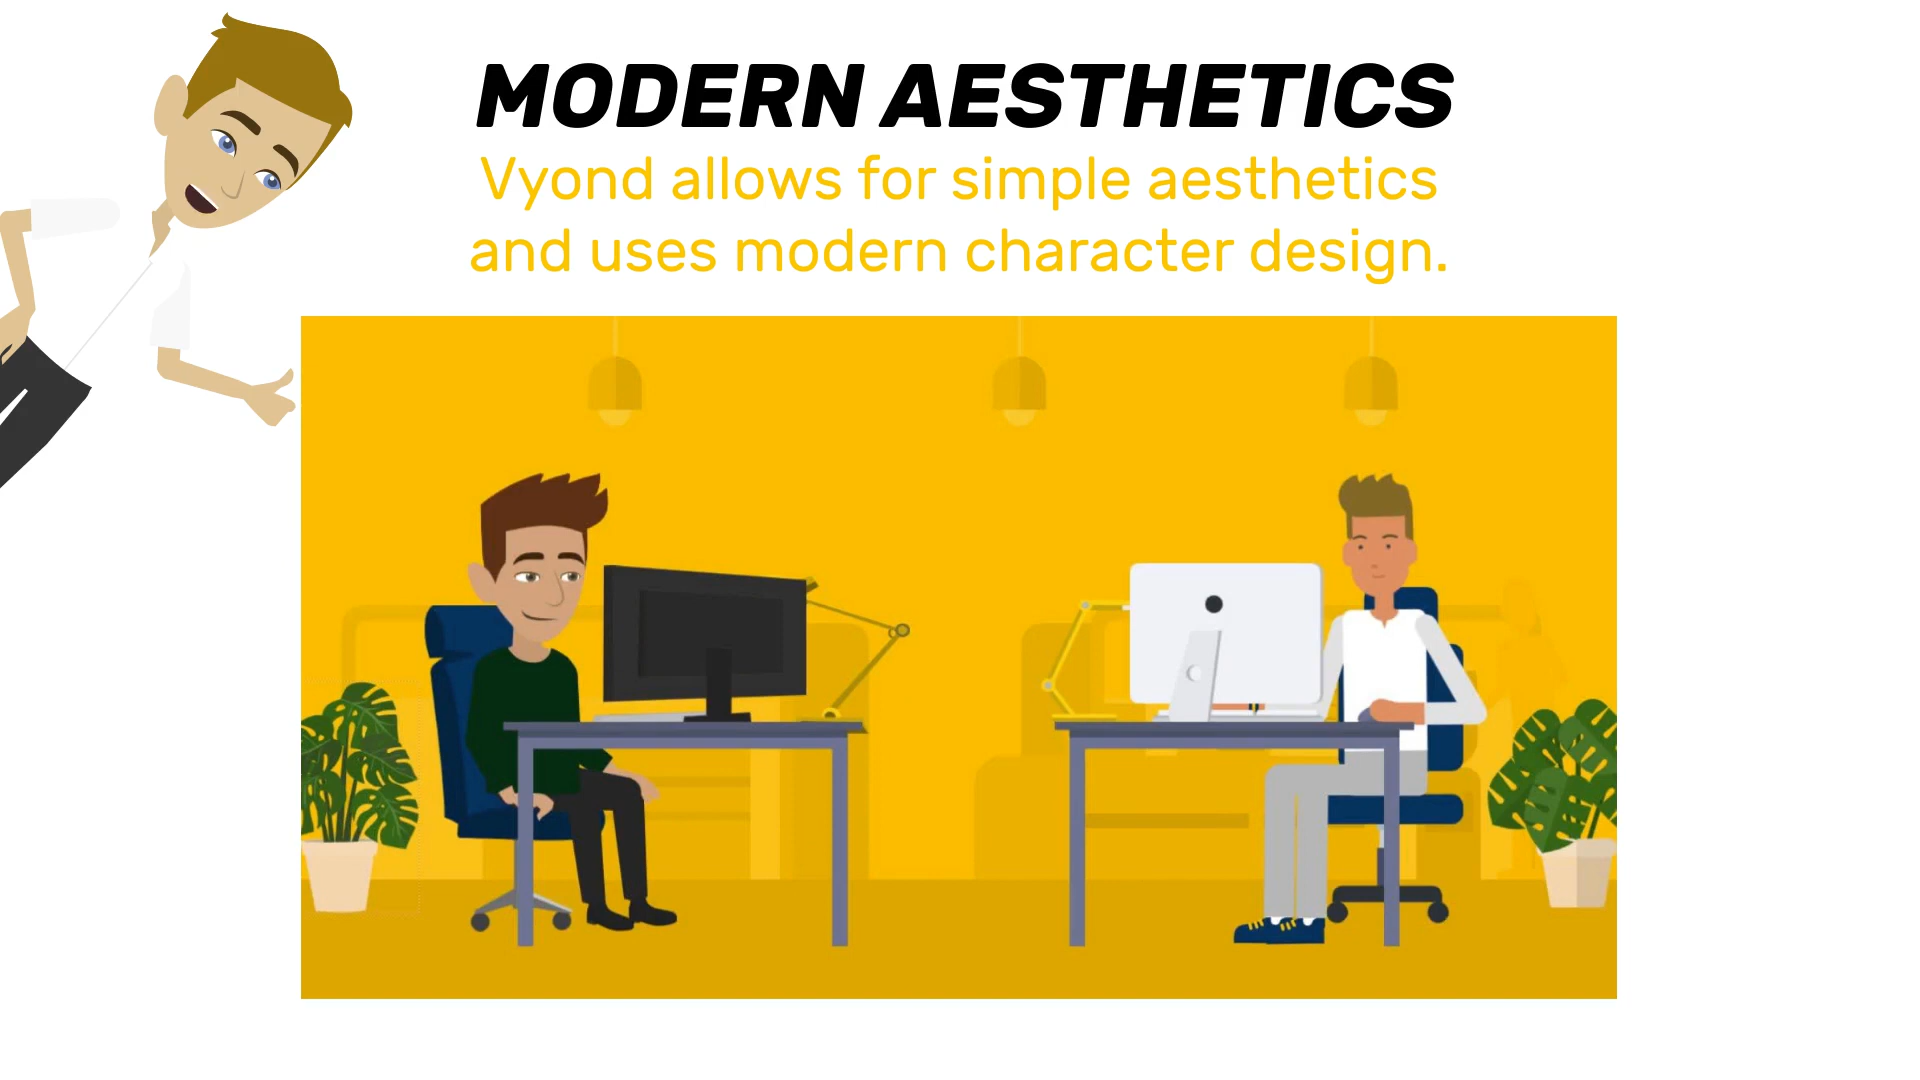 MODERN AESTHETICS
Vyond allows for simple aesthetics
and uses modern character design.